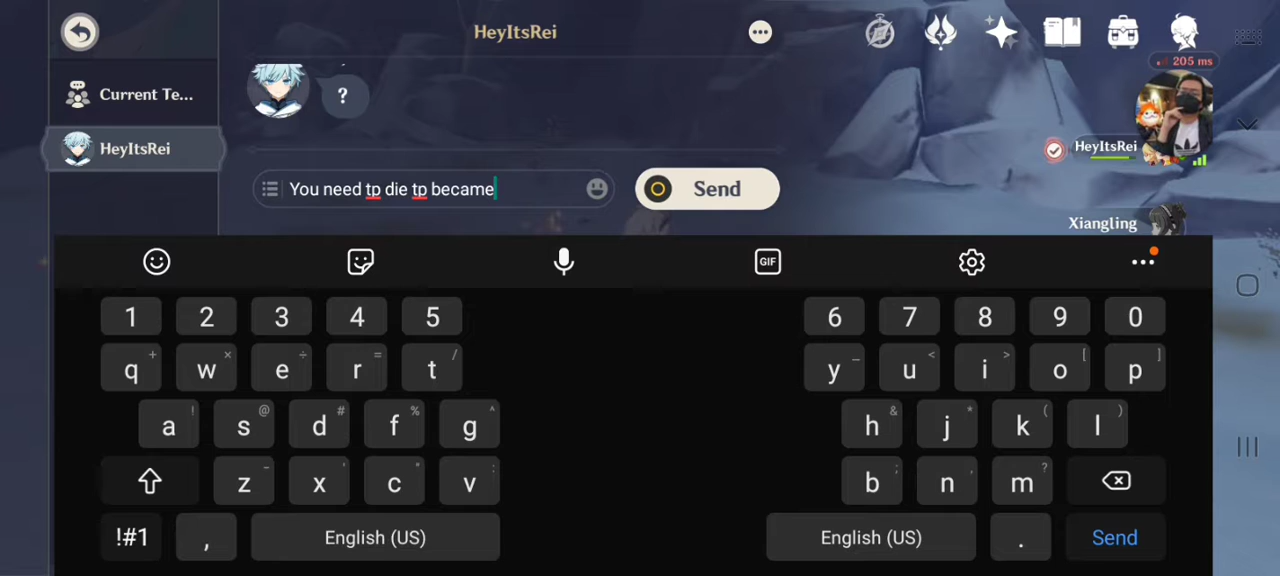 HeyItsRei
205 ms
Current Te...
?
HeyItsRei
HeyItsRei
You need tp die tp became
Send
Xiangling
GIF
1 2 3 4 5 6 7 8 9 0
q + w × e ÷ r = t / y _ u < i > o [ p ]
a ! s @ d # f % g ^ h & j * k ( l )
z - x ' c " v : b ; n , m ?
!#1 , English (US) English (US) . Send